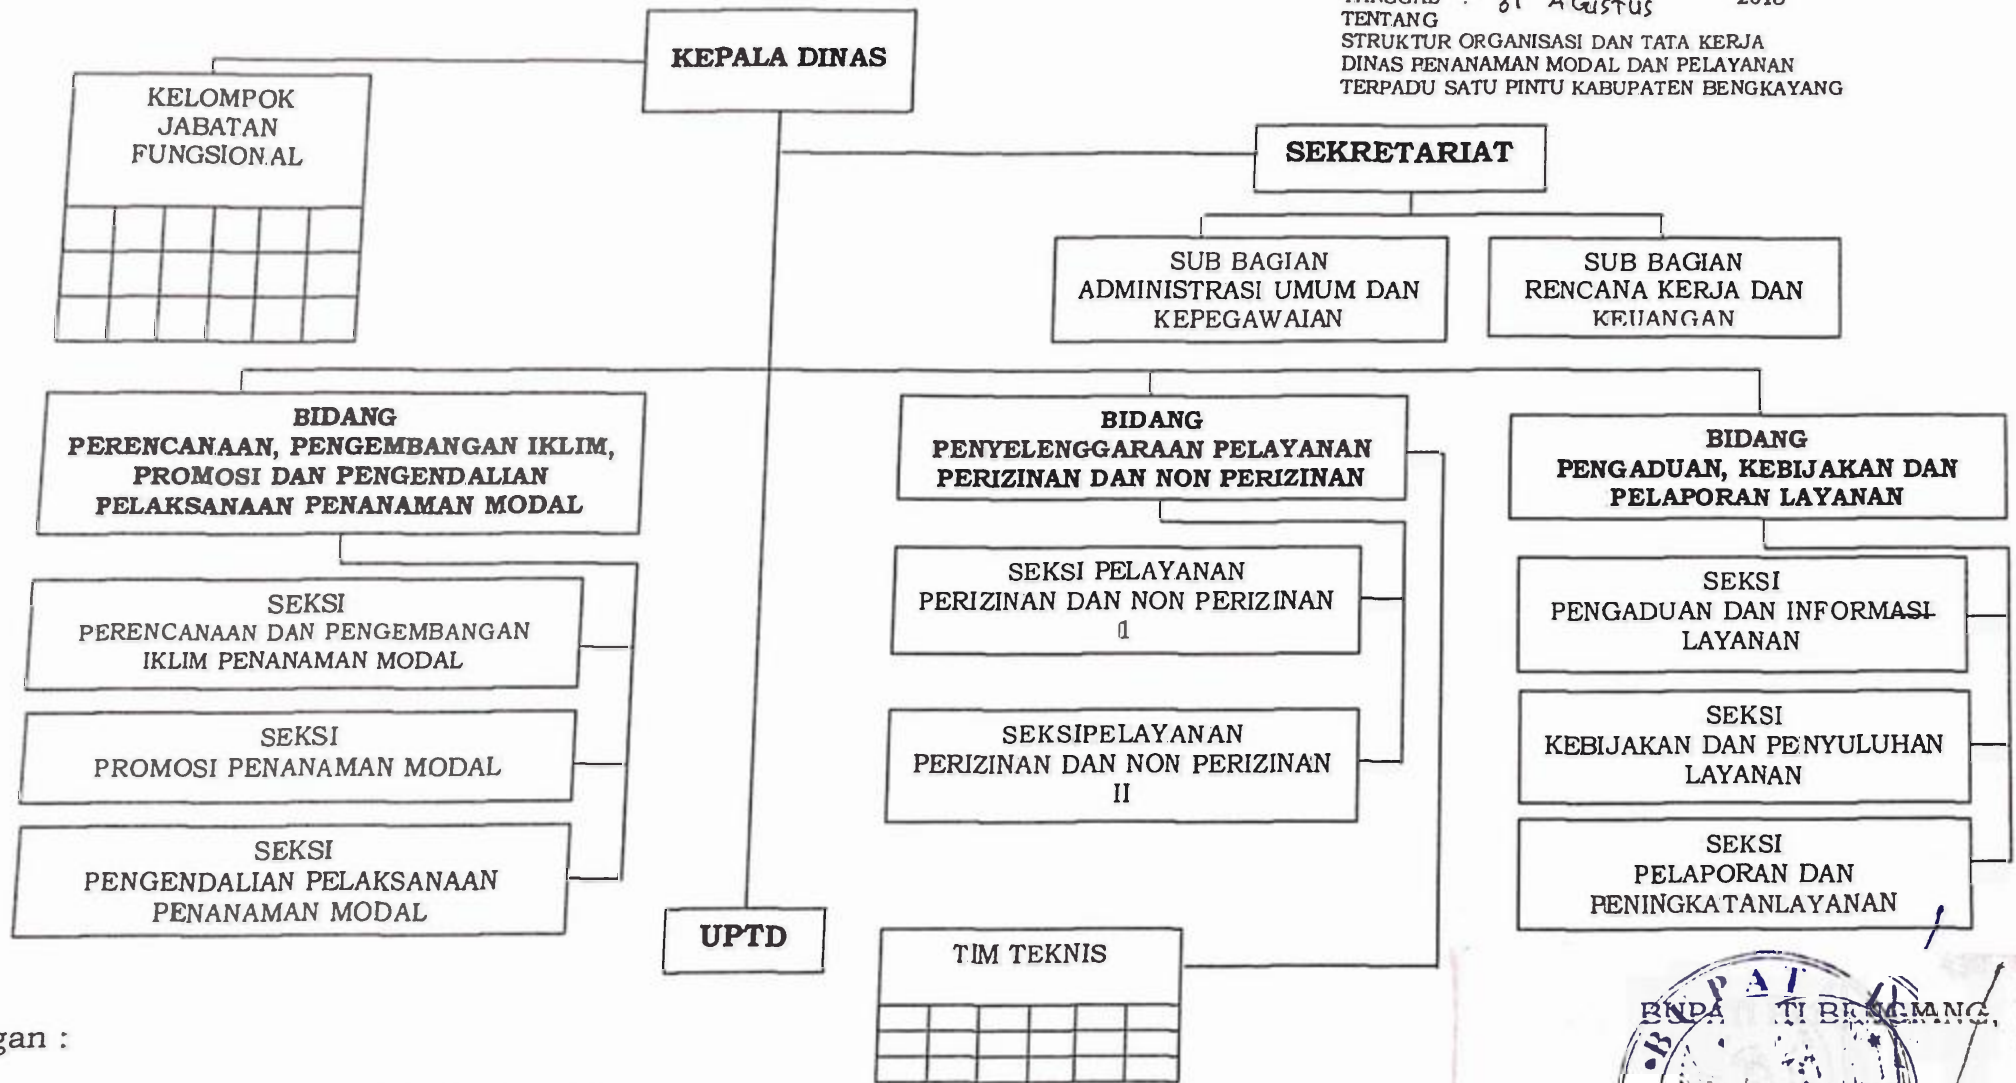 TENTANG
STRUKTUR ORGANISASI DAN TATA KERJA
DINAS PENANAMAN MODAL DAN PELAYANAN
TERPADU SATU PINTU KABUPATEN BENGKAYANG
KEPALA DINAS
KELOMPOK
JABATAN
FUNGSIONAL
SEKRETARIAT
SUB BAGIAN
ADMINISTRASI UMUM DAN
KEPEGAWAIAN
SUB BAGIAN
RENCANA KERJA DAN
KEUANGAN
BIDANG
PERENCANAAN, PENGEMBANGAN IKLIM,
PROMOSI DAN PENGENDALIAN
PELAKSANAAN PENANAMAN MODAL
SEKSI
PERENCANAAN DAN PENGEMBANGAN
IKLIM PENANAMAN MODAL
SEKSI
PROMOSI PENANAMAN MODAL
SEKSI
PENGENDALIAN PELAKSANAAN
PENANAMAN MODAL
UPTD
BIDANG
PENYELENGGARAAN PELAYANAN
PERIZINAN DAN NON PERIZINAN
SEKSI PELAYANAN
PERIZINAN DAN NON PERIZINAN
SEKSIPELAYANAN
PERIZINAN DAN NON PERIZINAN
II
TIM TEKNIS
BIDANG
PENGADUAN, KEBIJAKAN DAN
PELAPORAN LAYANAN
SEKSI
PENGADUAN DAN INFORMASI
LAYANAN
SEKSI
KEBIJAKAN DAN PENYULUHAN
LAYANAN
SEKSI
PELAPORAN DAN
PENINGKATANLAYANAN
gan :